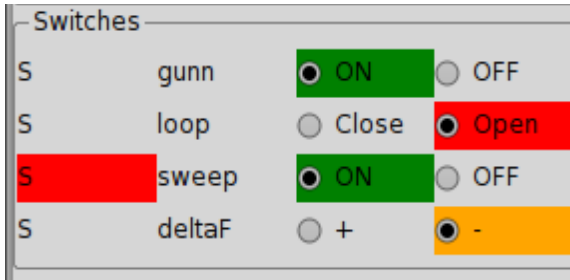 Switches
S gunn ON OFF
S loop Close Open
S sweep ON OFF
S deltaF + -